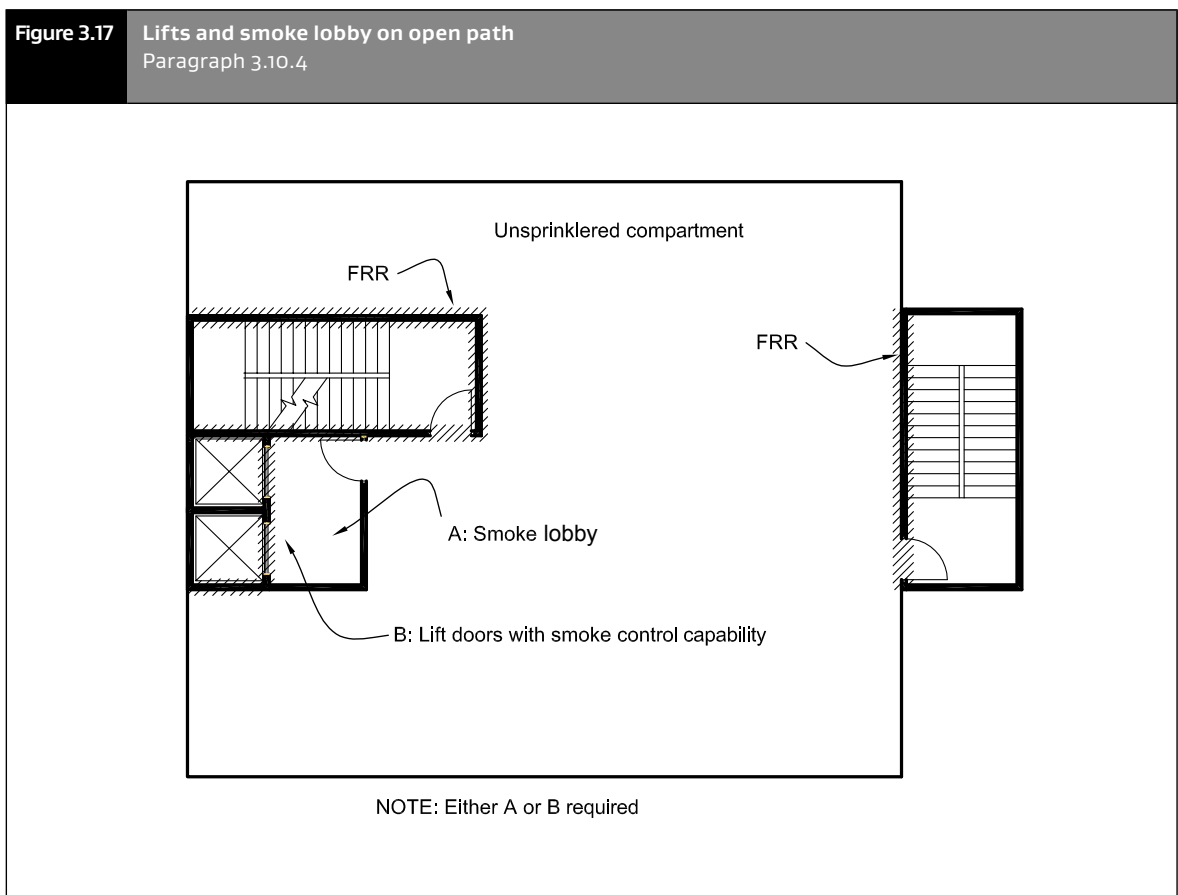 Figure 3.17
Lifts and smoke lobby on open path
Paragraph 3.10.4
Unsprinklered compartment
FRR
FRR
A: Smoke lobby
B: Lift doors with smoke control capability
NOTE: Either A or B required